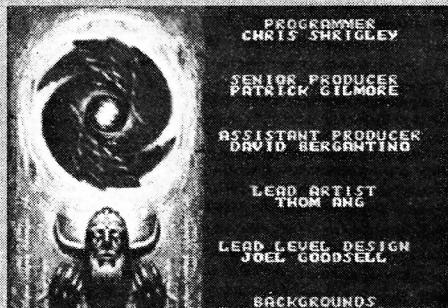 PROGRAMMER
CHRIS SHRIGLEY
SENIOR PRODUCER
PATRICK GILMORE
ASSISTANT PRODUCER
DAVID BERGANTINO
LEAD ARTIST
THOM ANG
LEAD LEVEL DESIGN
JOEL GOODSELL
BACKGROUNDS